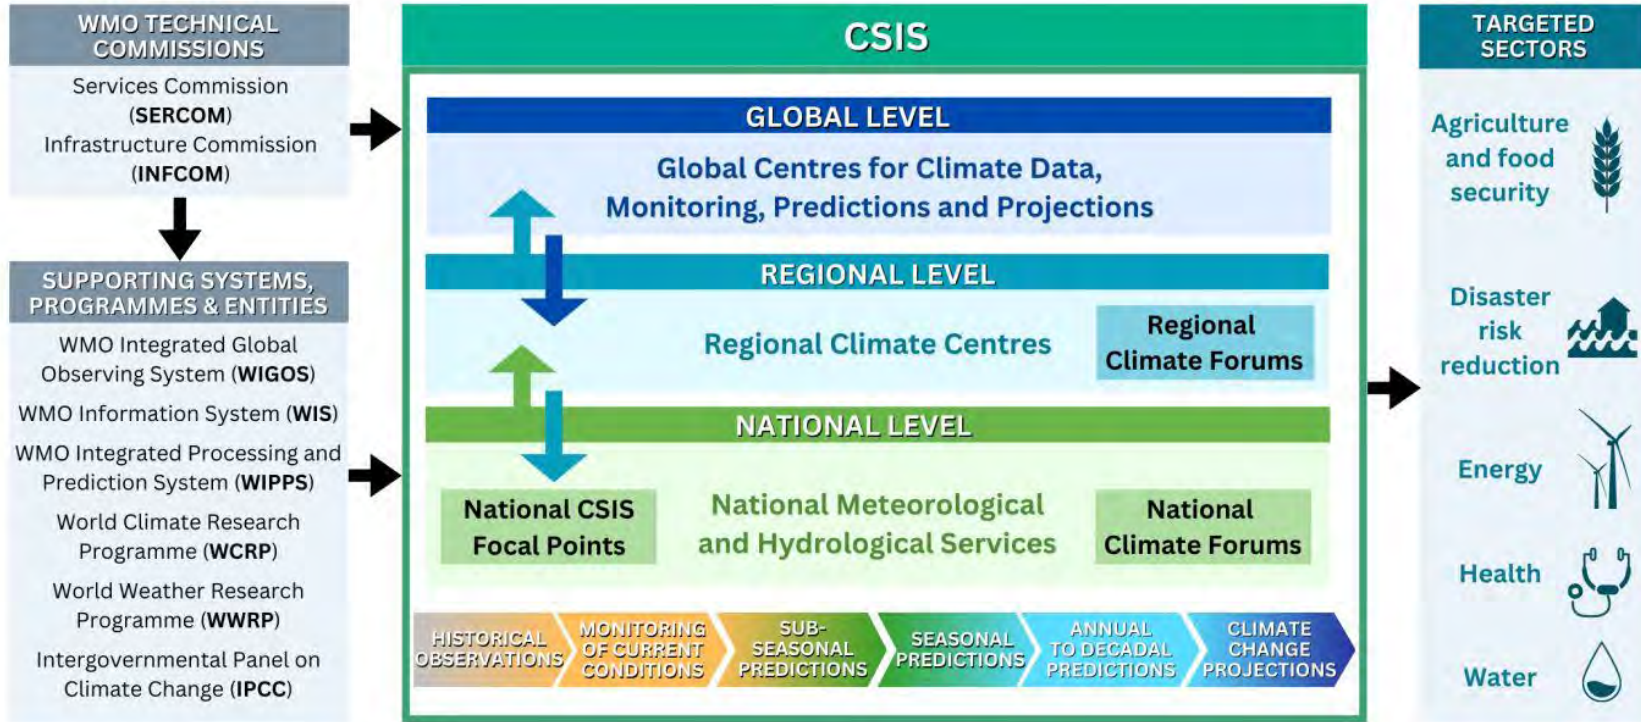 WMO TECHNICAL
COMMISSIONS
Services Commission
(SERCOM)
Infrastructure Commission
(INFCOM)
SUPPORTING SYSTEMS,
PROGRAMMES & ENTITIES
WMO Integrated Global
Observing System (WIGOS)
WMO Information System (WIS)
WMO Integrated Processing and
Prediction System (WIPPS)
World Climate Research
Programme (WCRP)
World Weather Research
Programme (WWRP)
Intergovernmental Panel on
Climate Change (IPCC)
CSIS
GLOBAL LEVEL
Global Centres for Climate Data,
Monitoring, Predictions and Projections
REGIONAL LEVEL
Regional Climate Centres
Regional
Climate Forums
NATIONAL LEVEL
National CSIS
Focal Points
National Meteorological
and Hydrological Services
National
Climate Forums
HISTORICAL
OBSERVATIONS
MONITORING
OF CURRENT
CONDITIONS
SUB-
SEASONAL
PREDICTIONS
SEASONAL
PREDICTIONS
ANNUAL
TO DECADAL
PREDICTIONS
CLIMATE
CHANGE
PROJECTIONS
TARGETED
SECTORS
Agriculture
and food
security
Disaster
risk
reduction
Energy
Health
Water